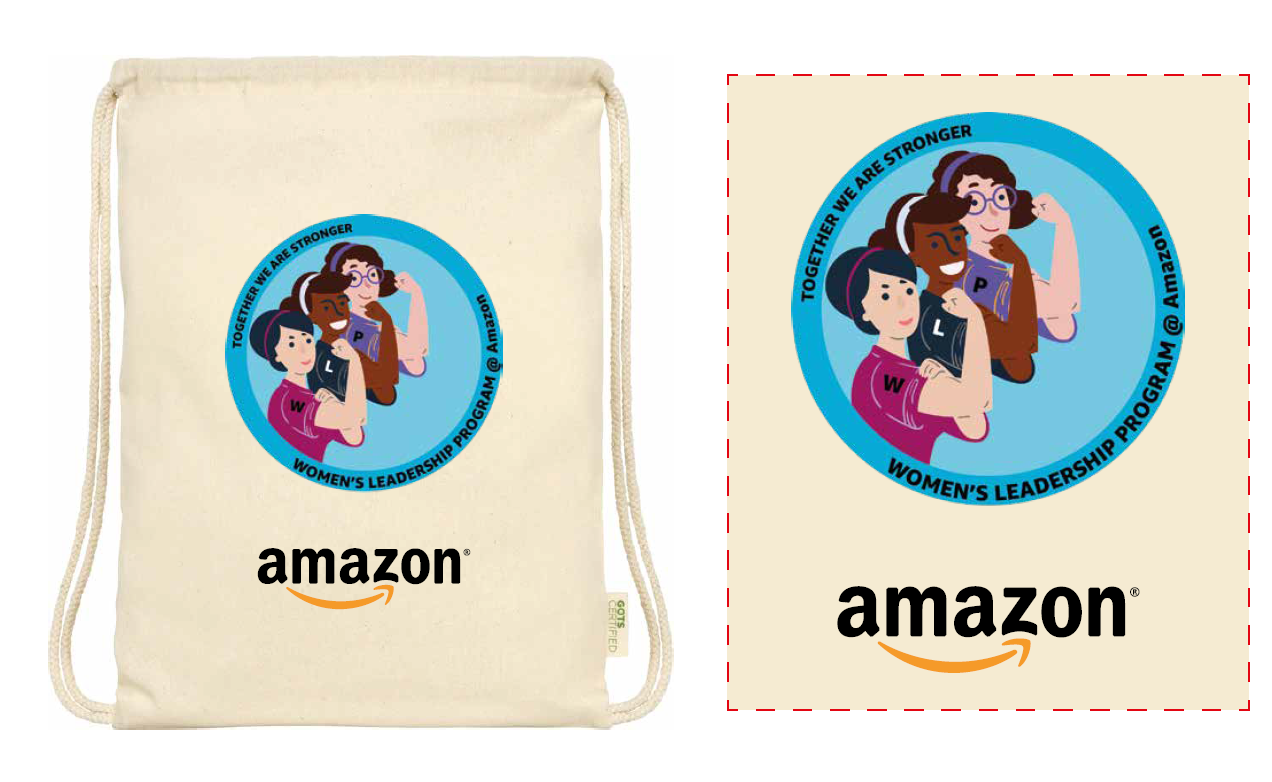 TOGETHER WE ARE STRONGER
P
L
W
WOMEN'S LEADERSHIP PROGRAM @ Amazon
amazon®
GOTS
CERTIFIED
TOGETHER WE ARE STRONGER
P
L
W
WOMEN'S LEADERSHIP PROGRAM @ Amazon
amazon®